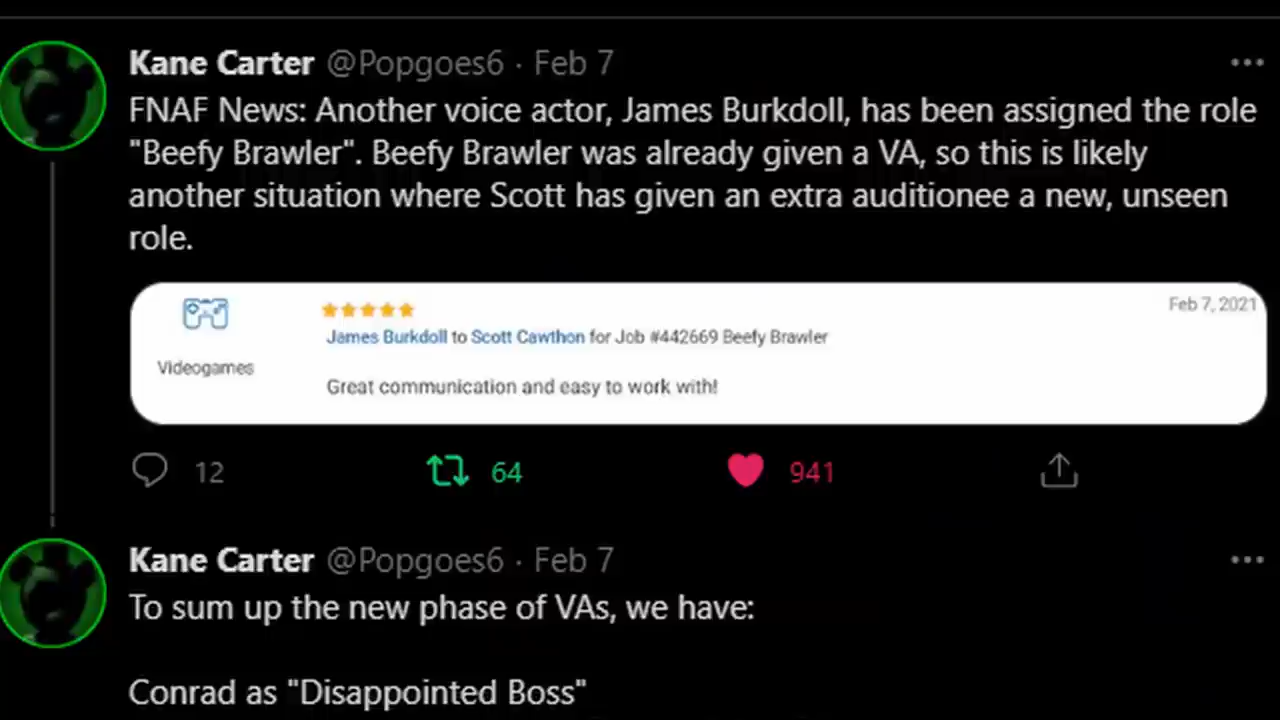 Kane Carter @Popgoes6 · Feb 7
FNAF News: Another voice actor, James Burkdoll, has been assigned the role
"Beefy Brawler". Beefy Brawler was already given a VA, so this is likely
another situation where Scott has given an extra auditionee a new, unseen
role.
Feb 7, 2021
James Burkdoll to Scott Cawthon for Job #442669 Beefy Brawler
Videogames
Great communication and easy to work with!
12 64 941
Kane Carter @Popgoes6 · Feb 7
To sum up the new phase of VAs, we have:
Conrad as "Disappointed Boss"